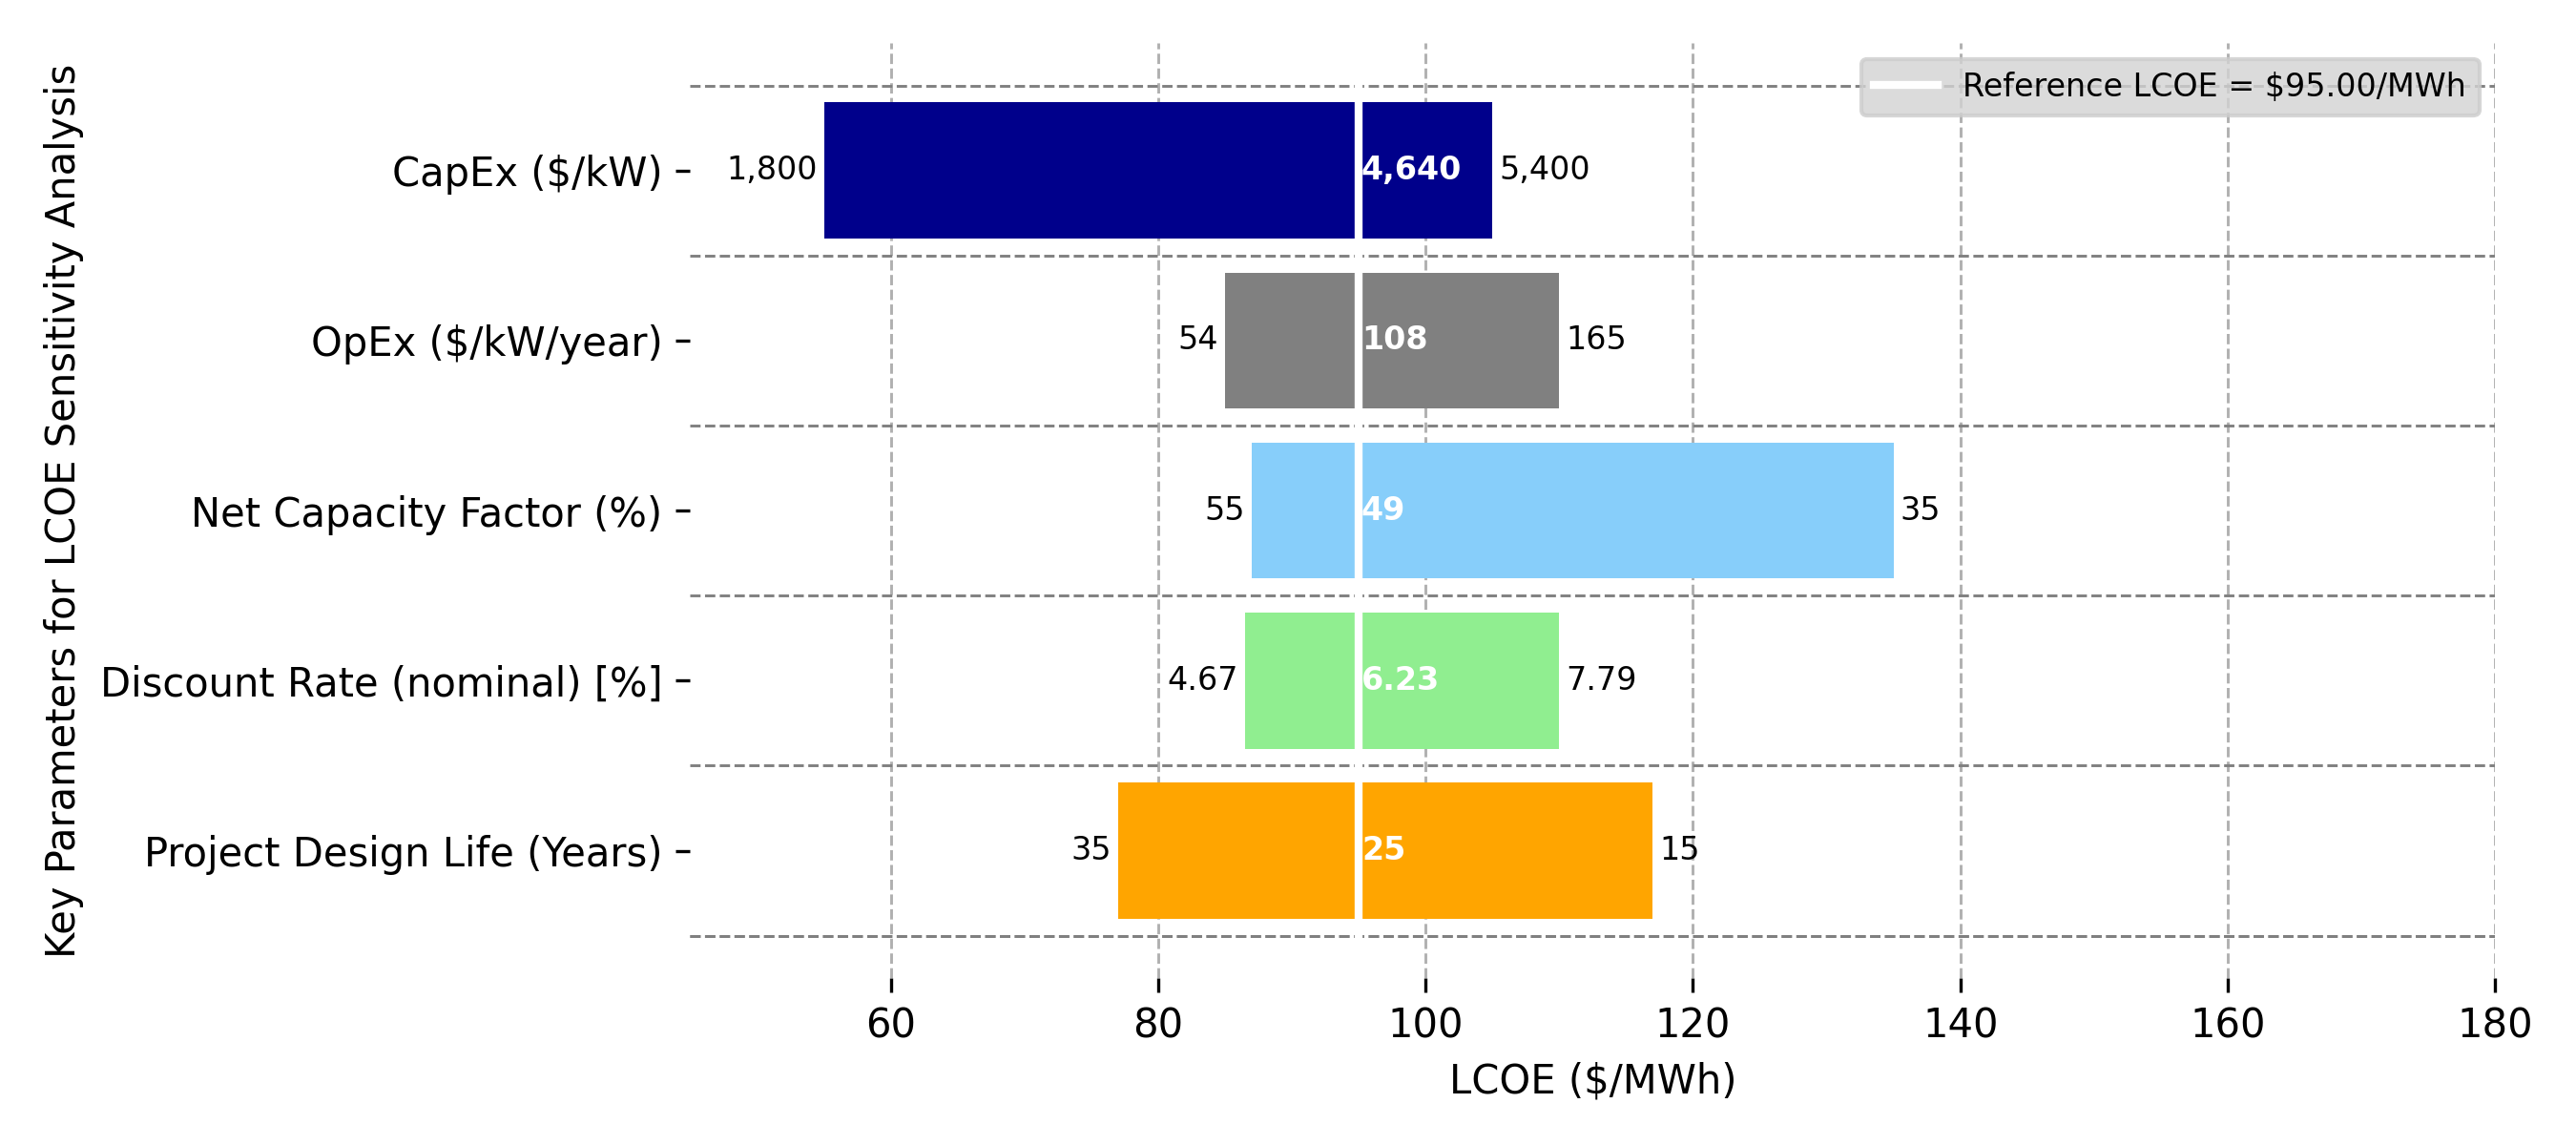 Key Parameters for LCOE Sensitivity Analysis
Reference LCOE = $95.00/MWh
CapEx ($/kW)
1,800
4,640
5,400
OpEx ($/kW/year)
54
108
165
Net Capacity Factor (%)
55
49
35
Discount Rate (nominal) [%]
4.67
6.23
7.79
Project Design Life (Years)
35
25
15
60
80
100
120
140
160
180
LCOE ($/MWh)